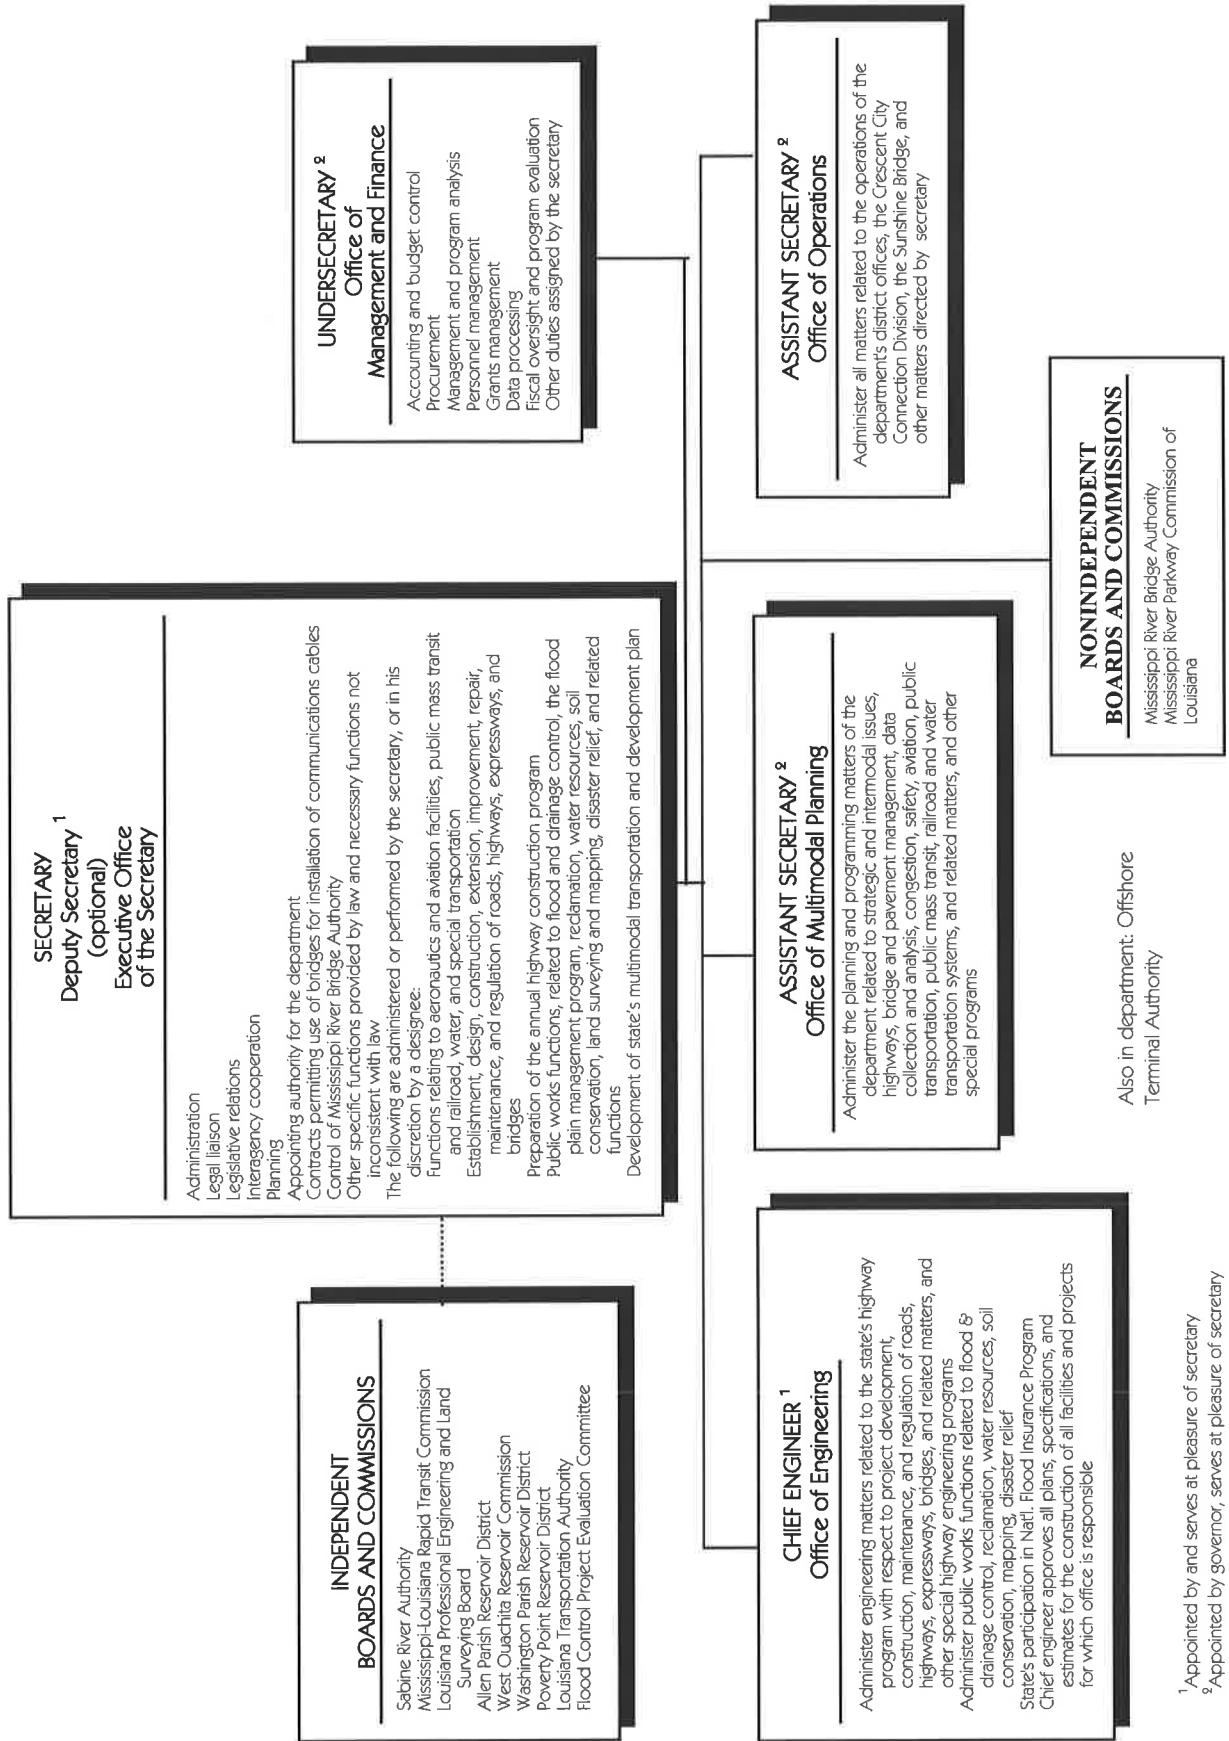 SECRETARY
Deputy Secretary 1
(optional)
Executive Office
of the Secretary
Administration
Legal liaison
Legislative relations
Interagency cooperation
Planning
Appointing authority for the department
Contracts permitting use of bridges for installation of communications cables
Control of Mississippi River Bridge Authority
Other specific functions provided by law and necessary functions not
inconsistent with law
The following are administered or performed by the secretary, or in his
discretion by a designee:
Functions relating to aeronautics and aviation facilities, public mass transit
and railroad, water, and special transportation
Establishment, design, construction, extension, improvement, repair,
maintenance, and regulation of roads, highways, expressways, and
bridges
Preparation of the annual highway construction program
Public works functions, related to flood and drainage control, the flood
plain management program, reclamation, water resources, soil
conservation, land surveying and mapping, disaster relief, and related
functions
Development of state's multimodal transportation and development plan
INDEPENDENT
BOARDS AND COMMISSIONS
Sabine River Authority
Mississippi-Louisiana Rapid Transit Commission
Louisiana Professional Engineering and Land
Surveying Board
Allen Parish Reservoir District
West Ouachita Reservoir Commission
Washington Parish Reservoir District
Poverty Point Reservoir District
Louisiana Transportation Authority
Flood Control Project Evaluation Committee
UNDERSECRETARY 2
Office of
Management and Finance
Accounting and budget control
Procurement
Management and program analysis
Personnel management
Grants management
Data processing
Fiscal oversight and program evaluation
Other duties assigned by the secretary
CHIEF ENGINEER 1
Office of Engineering
Administer engineering matters related to the state's highway
program with respect to project development,
construction, maintenance, and regulation of roads,
highways, expressways, bridges, and related matters, and
other special highway engineering programs
Administer public works functions related to flood &
drainage control, reclamation, water resources, soil
conservation, mapping, disaster relief
State's participation in Nat'l. Flood Insurance Program
Chief engineer approves all plans, specifications, and
estimates for the construction of all facilities and projects
for which office is responsible
ASSISTANT SECRETARY 2
Office of Multimodal Planning
Administer the planning and programming matters of the
department related to strategic and intermodal issues,
highways, bridge and pavement management, data
collection and analysis, congestion, safety, aviation, public
transportation, public mass transit, railroad and water
transportation systems, and related matters, and other
special programs
ASSISTANT SECRETARY 2
Office of Operations
Administer all matters related to the operations of the
department's district offices, the Crescent City
Connection Division, the Sunshine Bridge, and
other matters directed by secretary
NONINDEPENDENT
BOARDS AND COMMISSIONS
Mississippi River Bridge Authority
Mississippi River Parkway Commission of
Louisiana
Also in department: Offshore
Terminal Authority
1 Appointed by and serves at pleasure of secretary
2 Appointed by governor, serves at pleasure of secretary